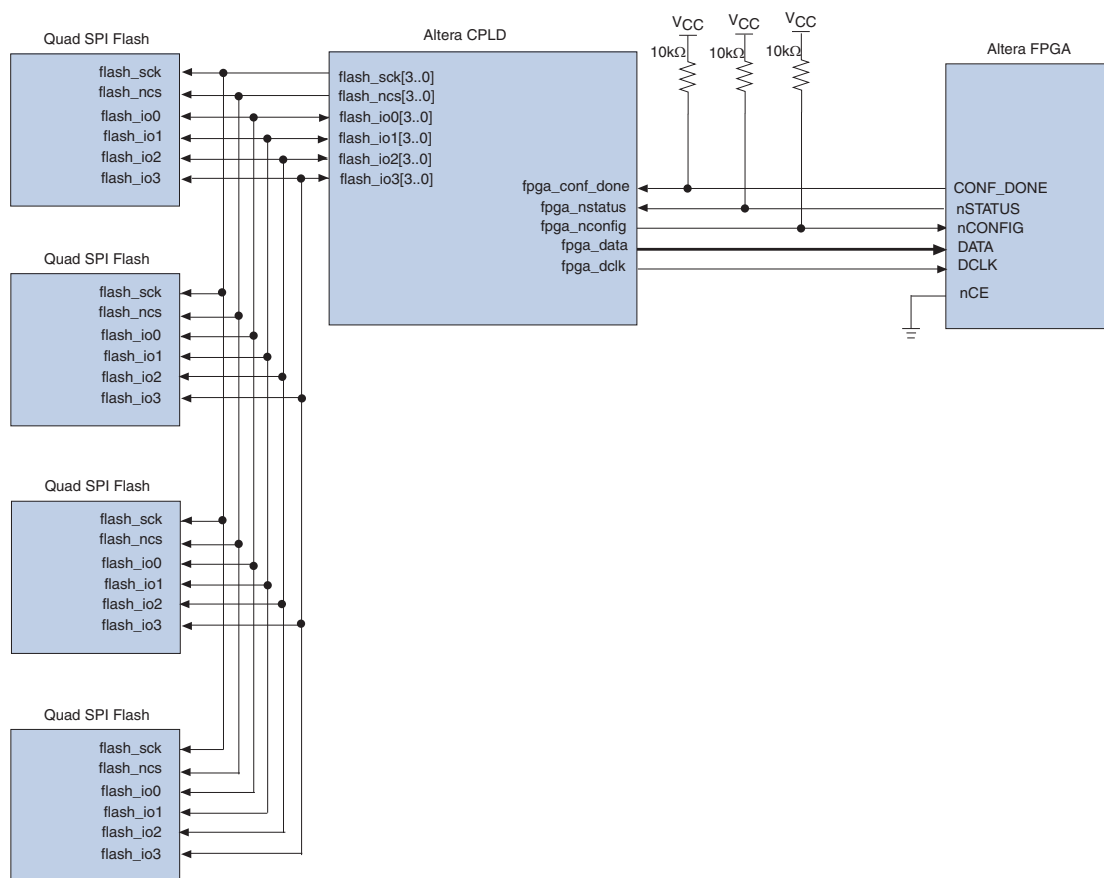 Quad SPI Flash
flash_sck
flash_ncs
flash_io0
flash_io1
flash_io2
flash_io3
Altera CPLD
flash_sck[3..0]
flash_ncs[3..0]
flash_io0[3..0]
flash_io1[3..0]
flash_io2[3..0]
flash_io3[3..0]
fpga_conf_done
fpga_nstatus
fpga_nconfig
fpga_data
fpga_dclk
VCC
10kΩ
VCC
10kΩ
VCC
10kΩ
Altera FPGA
CONF_DONE
nSTATUS
nCONFIG
DATA
DCLK
nCE
Quad SPI Flash
flash_sck
flash_ncs
flash_io0
flash_io1
flash_io2
flash_io3
Quad SPI Flash
flash_sck
flash_ncs
flash_io0
flash_io1
flash_io2
flash_io3
Quad SPI Flash
flash_sck
flash_ncs
flash_io0
flash_io1
flash_io2
flash_io3